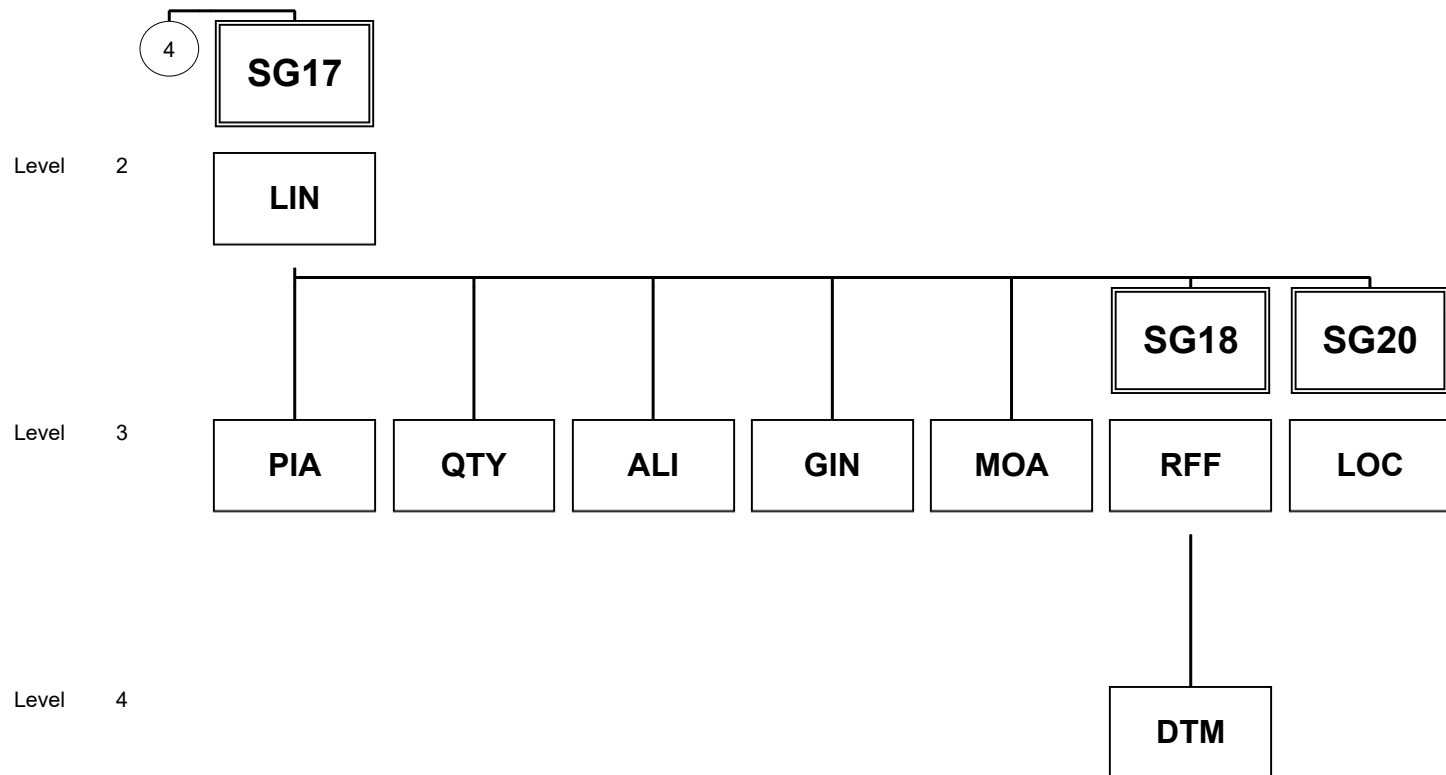 4
SG17
Level 2
LIN
SG18 SG20
Level 3
PIA QTY ALI GIN MOA RFF LOC
Level 4
DTM